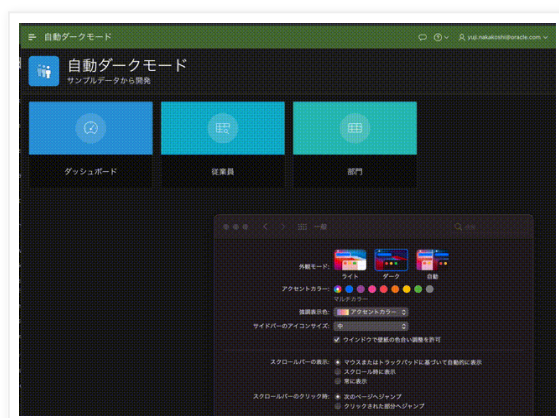 自動ダークモード
yuji.nakakoshi@oracle.com
自動ダークモード
サンプルデータから開発
ダッシュボード
従業員
部門
一般
外観モード:
ライト
ダーク
自動
アクセントカラー:
マルチカラー
強調表示色: アクセントカラー
サイドバーのアイコンサイズ: 中
ウインドウで壁紙の色合い調整を許可
スクロールバーの表示: マウスまたはトラックパッドに基づいて自動的に表示
スクロール時に表示
常に表示
スクロールバーのクリック時: 次のページへジャンプ
クリックされた部分へジャンプ